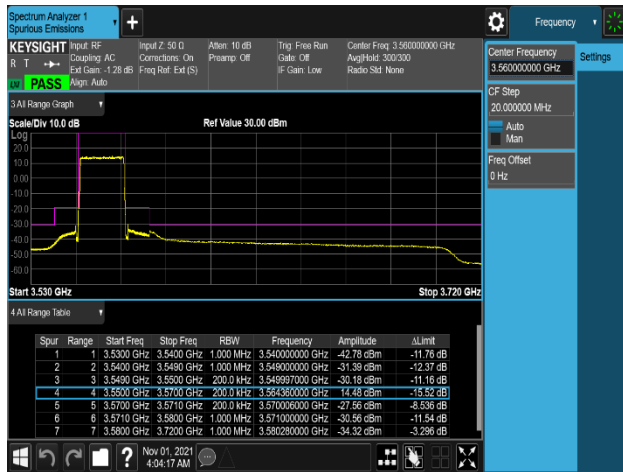 Spectrum Analyzer 1
Spurious Emissions
Frequency
KEYSIGHT Input: RF Input Z: 50 Ω Atten: 10 dB Trig: Free Run Center Freq: 3.560000000 GHz
R T Coupling: AC Corrections: On Preamp: Off Gate: Off Avg|Hold: 300/300
Ext Gain: -1.28 dB Freq Ref: Ext (S) IF Gain: Low Radio Std: None
PASS Align: Auto
Center Frequency
3.560000000 GHz
Settings
CF Step
20.000000 MHz
Auto
Man
Freq Offset
0 Hz
3 All Range Graph
Scale/Div 10.0 dB Ref Value 30.00 dBm
Log
20.0
10.0
0.00
-10.0
-20.0
-30.0
-40.0
-50.0
-60.0
Start 3.530 GHz Stop 3.720 GHz
4 All Range Table
Spur Range Start Freq Stop Freq RBW Frequency Amplitude ΔLimit
1 1 3.5300 GHz 3.5400 GHz 1.000 MHz 3.540000000 GHz -42.78 dBm -11.76 dB
2 2 3.5400 GHz 3.5490 GHz 1.000 MHz 3.549000000 GHz -31.39 dBm -12.37 dB
3 3 3.5490 GHz 3.5500 GHz 200.0 kHz 3.549997000 GHz -30.18 dBm -11.16 dB
4 4 3.5500 GHz 3.5700 GHz 200.0 kHz 3.564360000 GHz 14.48 dBm -15.52 dB
5 5 3.5700 GHz 3.5710 GHz 200.0 kHz 3.570006000 GHz -27.56 dBm -8.536 dB
6 6 3.5710 GHz 3.5800 GHz 1.000 MHz 3.571000000 GHz -30.56 dBm -11.54 dB
7 7 3.5800 GHz 3.7200 GHz 1.000 MHz 3.580280000 GHz -34.32 dBm -3.296 dB
Nov 01, 2021
4:04:17 AM